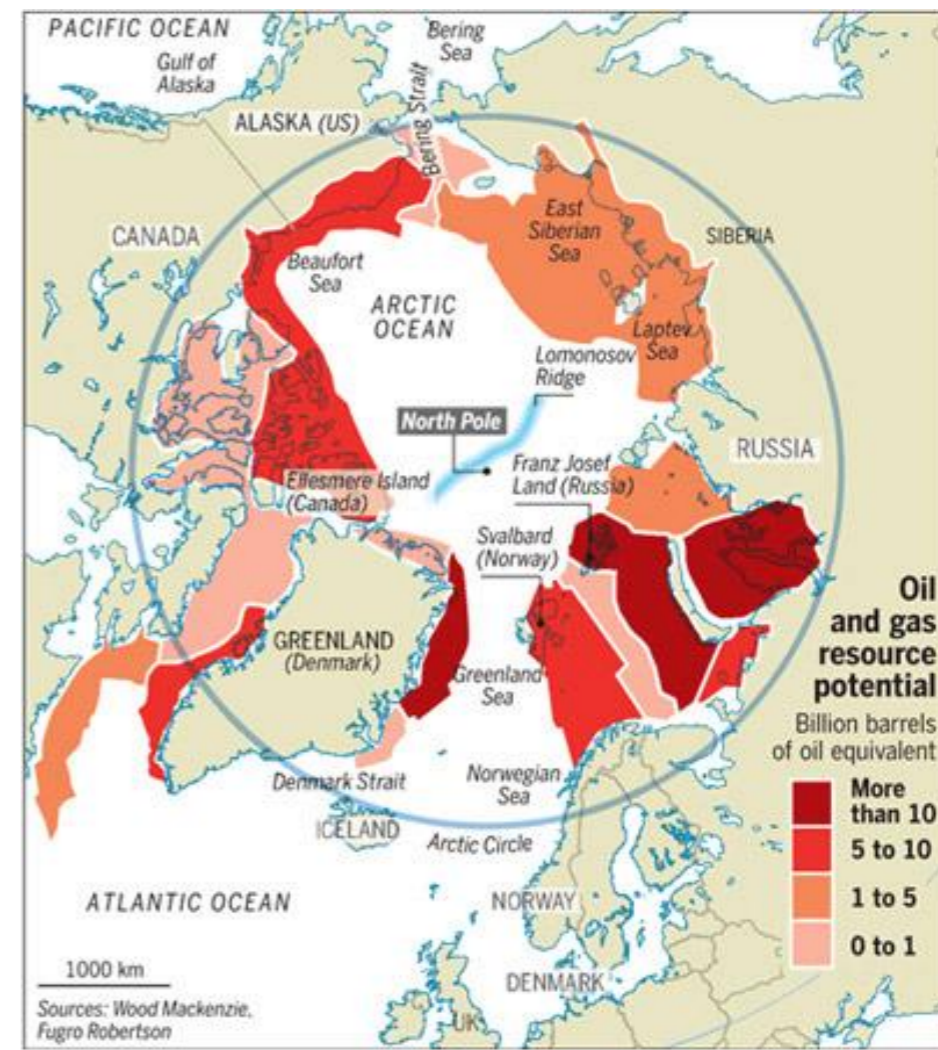 PACIFIC OCEAN
Gulf of
Alaska
Bering
Sea
Bering Strait
ALASKA (US)
CANADA
Beaufort
Sea
East
Siberian
Sea
SIBERIA
ARCTIC
OCEAN
Laptev
Sea
Lomonosov
Ridge
North Pole
RUSSIA
Franz Josef
Land (Russia)
Ellesmere Island
(Canada)
Svalbard
(Norway)
GREENLAND
(Denmark)
Greenland
Sea
Denmark Strait
Norwegian
Sea
ICELAND
Arctic Circle
ATLANTIC OCEAN
NORWAY
DENMARK
UK
Oil
and gas
resource
potential
Billion barrels
of oil equivalent
More
than 10
5 to 10
1 to 5
0 to 1
1000 km
Sources: Wood Mackenzie,
Fugro Robertson